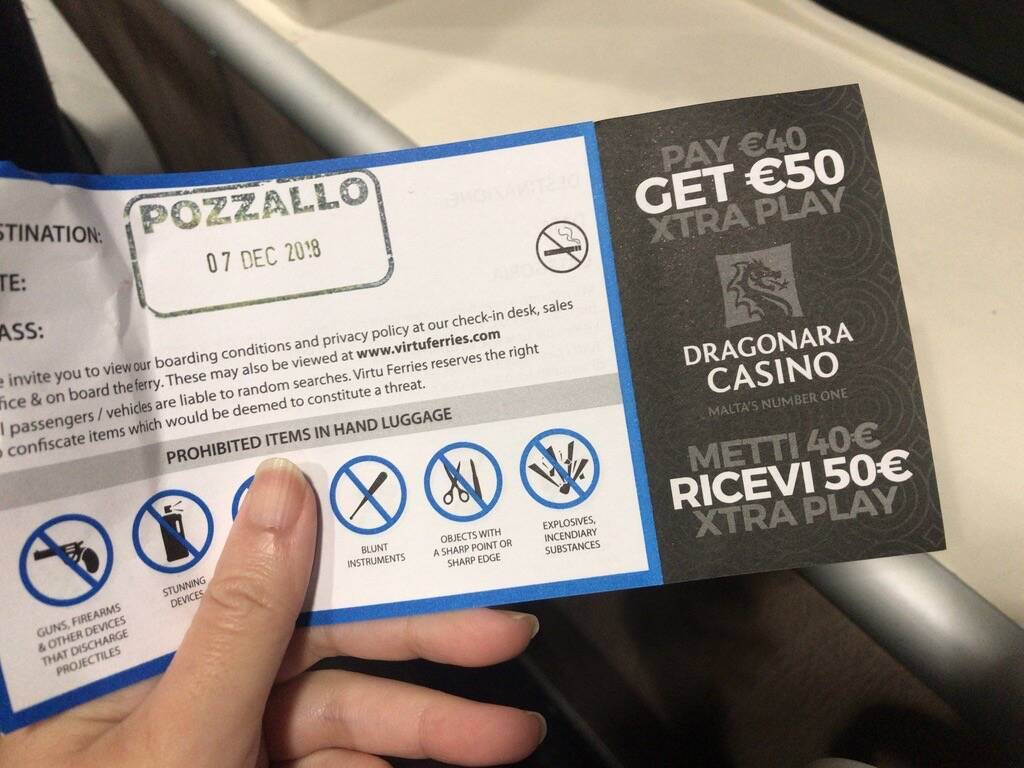 STINATION:
POZZALLO
07 DEC 2018
TE:
ASS:
invite you to view our boarding conditions and privacy policy at our check-in desk, sales
fice & on board the ferry. These may also be viewed at www.virtuferries.com
passengers / vehicles are liable to random searches. Virtu Ferries reserves the right
confiscate items which would be deemed to constitute a threat.
PROHIBITED ITEMS IN HAND LUGGAGE
GUNS, FIREARMS
& OTHER DEVICES
THAT DISCHARGE
PROJECTILES
STUNNING
DEVICES
BLUNT
INSTRUMENTS
OBJECTS WITH
A SHARP POINT OR
SHARP EDGE
EXPLOSIVES,
INCENDIARY
SUBSTANCES
PAY €40
GET €50
XTRA PLAY
DRAGONARA
CASINO
MALTA'S NUMBER ONE
METTI 40€
RICEVI 50€
XTRA PLAY